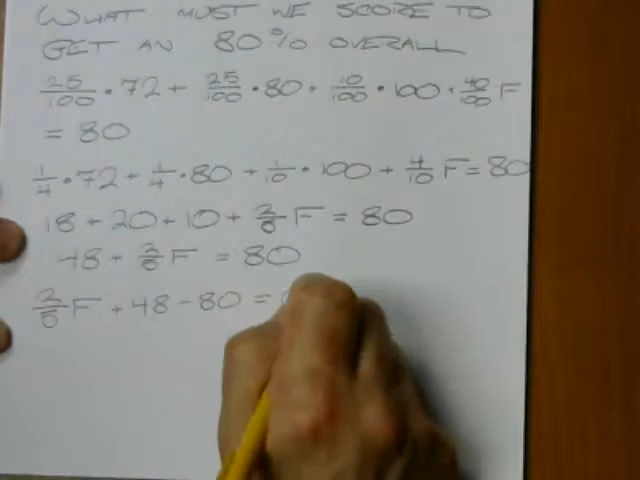 WHAT MUST WE SCORE TO
GET AN 80% OVERALL
25/100 • 72 + 25/100 • 80 + 10/100 • 100 + 40/100 F
= 80
1/4 • 72 + 1/4 • 80 + 1/10 • 100 + 4/10 F = 80
18 + 20 + 10 + 2/5 F = 80
48 + 2/5 F = 80
2/5 F + 48 - 80 =